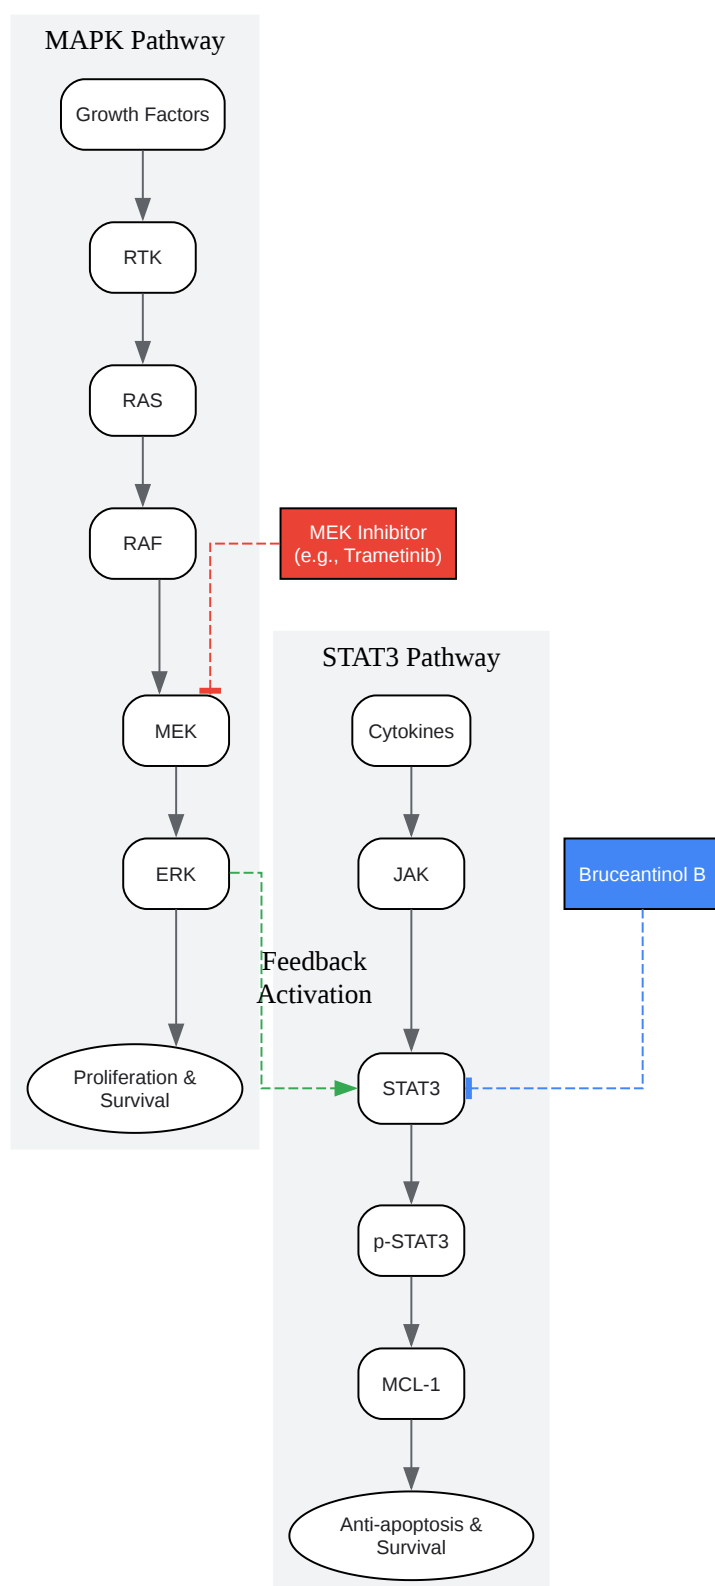 MAPK Pathway
Growth Factors
RTK
RAS
RAF
MEK Inhibitor
(e.g., Trametinib)
STAT3 Pathway
MEK
Cytokines
ERK
JAK
Bruceantinol B
Feedback
Activation
Proliferation &
Survival
STAT3
p-STAT3
MCL-1
Anti-apoptosis &
Survival